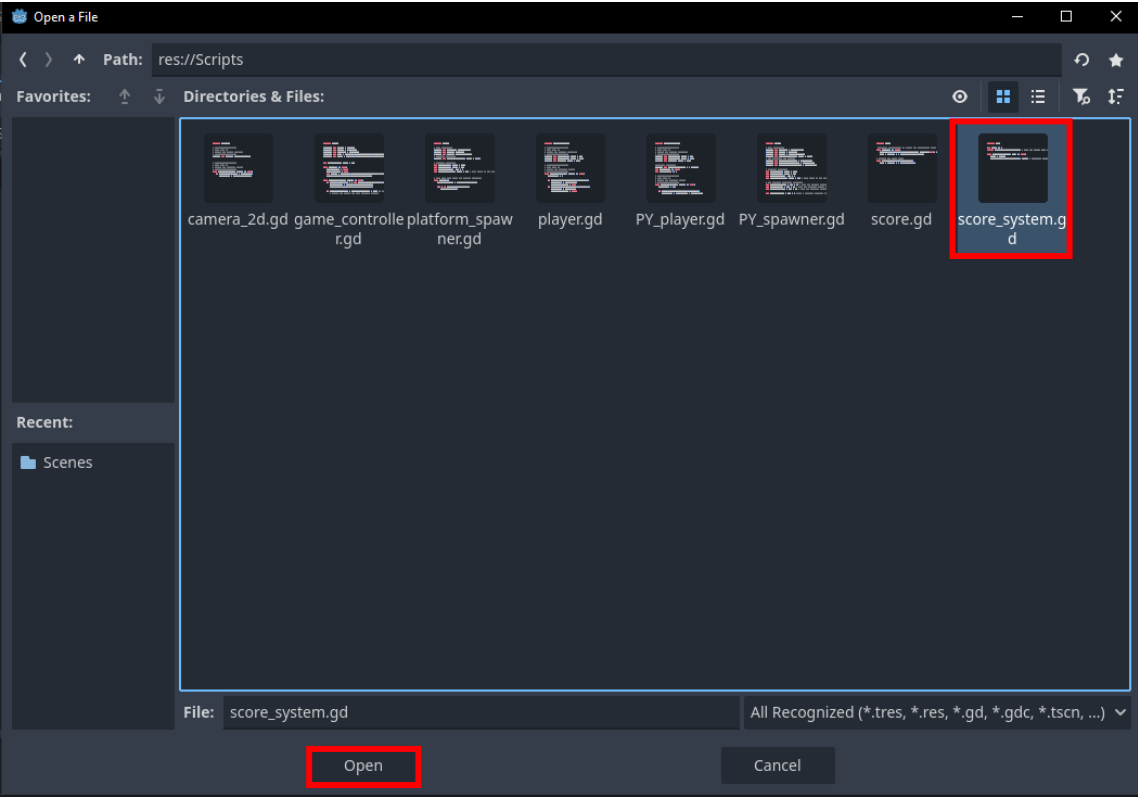 Open a File
Path: res://Scripts
Favorites:
Directories & Files:
camera_2d.gd
game_controlle
r.gd
platform_spaw
ner.gd
player.gd
PY_player.gd
PY_spawner.gd
score.gd
score_system.g
d
Recent:
Scenes
File: score_system.gd
All Recognized (*.tres, *.res, *.gd, *.gdc, *.tscn, ...)
Open
Cancel